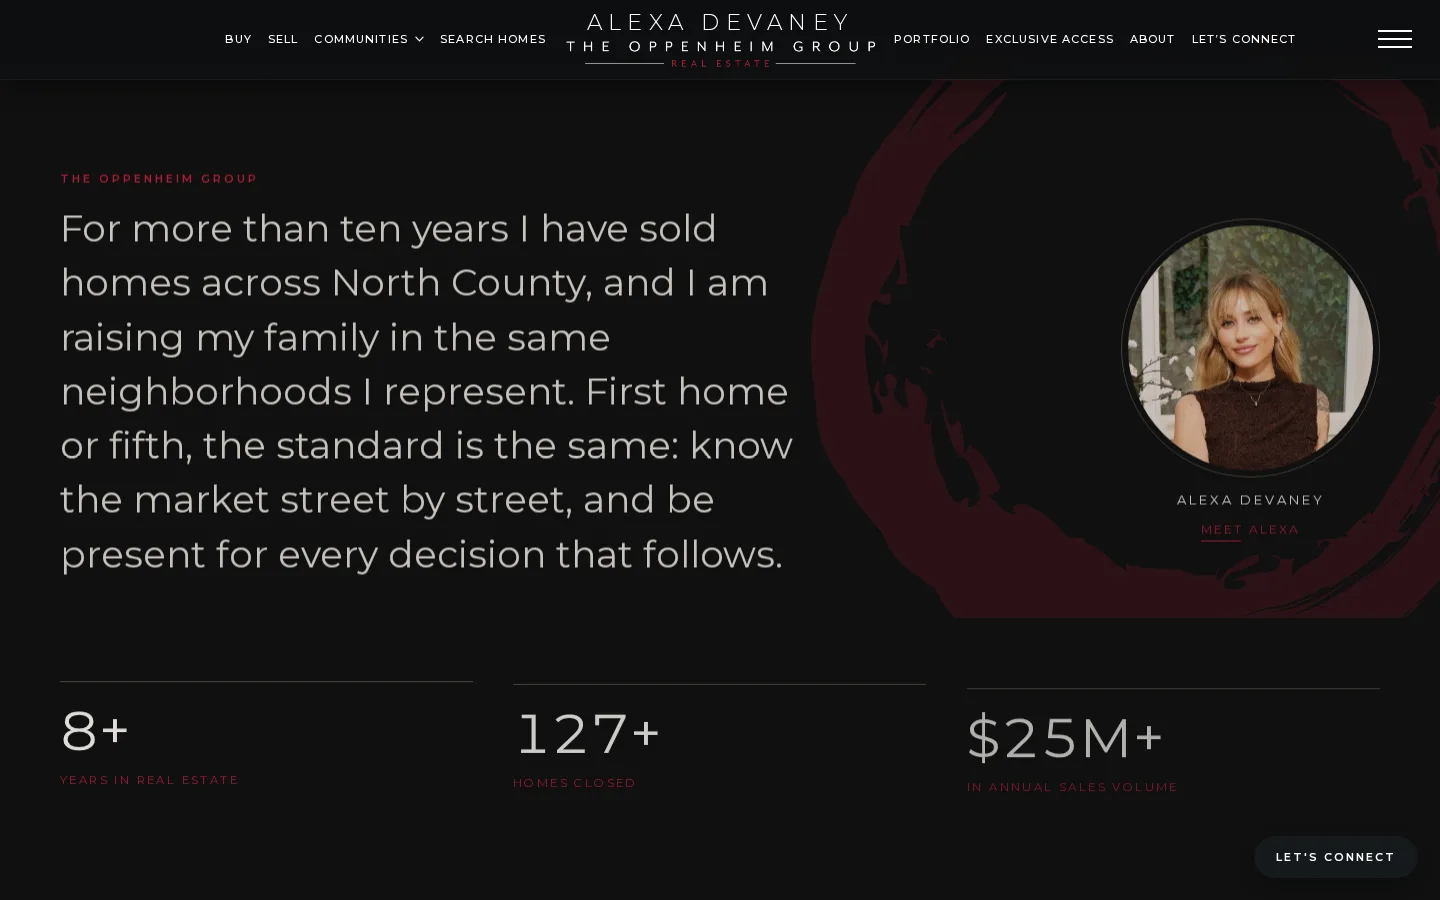 BUY SELL COMMUNITIES SEARCH HOMES
ALEXA DEVANEY
THE OPPENHEIM GROUP
REAL ESTATE
PORTFOLIO EXCLUSIVE ACCESS ABOUT LET'S CONNECT
THE OPPENHEIM GROUP
For more than ten years I have sold
homes across North County, and I am
raising my family in the same
neighborhoods I represent. First home
or fifth, the standard is the same: know
the market street by street, and be
present for every decision that follows.
ALEXA DEVANEY
MEET ALEXA
8+
YEARS IN REAL ESTATE
127+
HOMES CLOSED
$25M+
IN ANNUAL SALES VOLUME
LET'S CONNECT